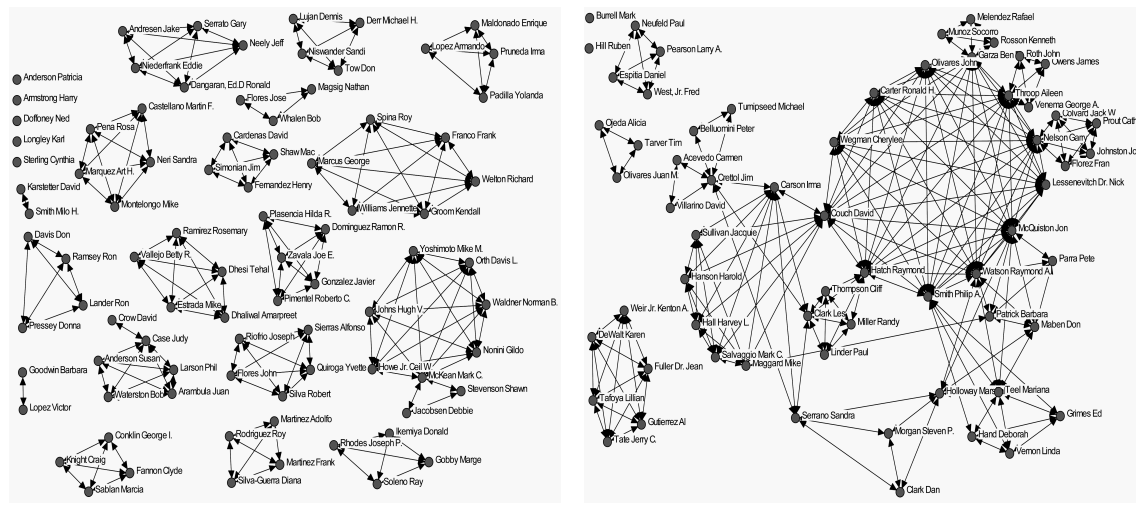 Lujan Dennis
Derr Michael H.
Serrato Gary
Andresen Jake
Neely Jeff
Niswander Sandi
Tow Don
Niederfrank Eddie
Dangaran, Ed.D Ronald
Maldonado Enrique
Lopez Armando
Pruneda Irma
Padilla Yolanda
Anderson Patricia
Armstrong Harry
Doffoney Ned
Longley Karl
Sterling Cynthia
Karstetter David
Smith Milo H.
Magsig Nathan
Flores Jose
Whalen Bob
Castellano Martin F.
Pena Rosa
Neri Sandra
Marquez Art H.
Montelongo Mike
Cardenas David
Shaw Mac
Simonian Jim
Fernandez Henry
Spina Roy
Franco Frank
Marcus George
Welton Richard
Williams Jennette
Groom Kendall
Davis Don
Ramsey Ron
Lander Ron
Pressey Donna
Ramirez Rosemary
Vallejo Betty R.
Dhesi Tehal
Estrada Mike
Dhaliwal Amarpreet
Plasencia Hilda R.
Dominguez Ramon R.
Zavala Joe E.
Gonzalez Javier
Pimentel Roberto C.
Yoshimoto Mike M.
Orth Davis L.
Waldner Norman B.
Johns Hugh V.
Nonini Gildo
Howe Jr. Ceil W.
McKean Mark C.
Stevenson Shawn
Jacobsen Debbie
Crow David
Case Judy
Anderson Susan
Larson Phil
Waterston Bob
Arambula Juan
Sierras Alfonso
Riofrio Joseph
Quiroga Yvette
Flores John
Silva Robert
Goodwin Barbara
Lopez Victor
Conklin George I.
Knight Craig
Fannon Clyde
Sablan Marcia
Martinez Adolfo
Rodriguez Roy
Martinez Frank
Silva-Guerra Diana
Ikemiya Donald
Rhodes Joseph P.
Gobby Marge
Soleno Ray
Burrell Mark
Neufeld Paul
Hill Ruben
Pearson Larry A.
Espitia Daniel
West, Jr. Fred
Melendez Rafael
Munoz Socorro
Rosson Kenneth
Garza Ben
Roth John
Owens James
Olivares John
Carter Ronald H.
Throop Aileen
Venema George A.
Colvard Jack W
Prout Cath
Nelson Garry
Johnston Jo
Florez Fran
Wegman Cherylee
Lessenevitch Dr. Nick
Turnipseed Michael
Ojeda Alicia
Belluomini Peter
Tarver Tim
Acevedo Carmen
Olivares Juan M.
Crettol Jim
Carson Irma
Villarino David
Couch David
McQuiston Jon
Sullivan Jacquie
Parra Pete
Hanson Harold
Hatch Raymond
Watson Raymond A.
Thompson Cliff
Smith Philip A.
Weir Jr. Kenton A.
Hall Harvey L.
Clark Les
Miller Randy
Patrick Barbara
Maben Don
DeWalt Karen
Salvaggio Mark C.
Maggard Mike
Linder Paul
Fuller Dr. Jean
Tafoya Lillian
Gutierrez Al
Tate Jerry C.
Holloway Mars
Teel Mariana
Serrano Sandra
Grimes Ed
Morgan Steven P.
Hand Deborah
Vernon Linda
Clark Dan